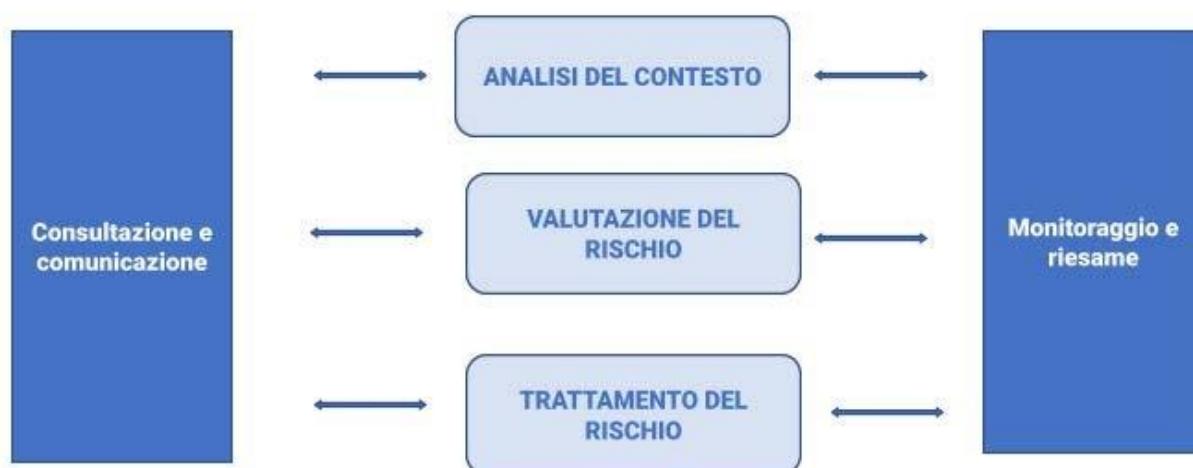 ANALISI DEL CONTESTO
Consultazione e
comunicazione
VALUTAZIONE DEL
RISCHIO
Monitoraggio e
riesame
TRATTAMENTO DEL
RISCHIO